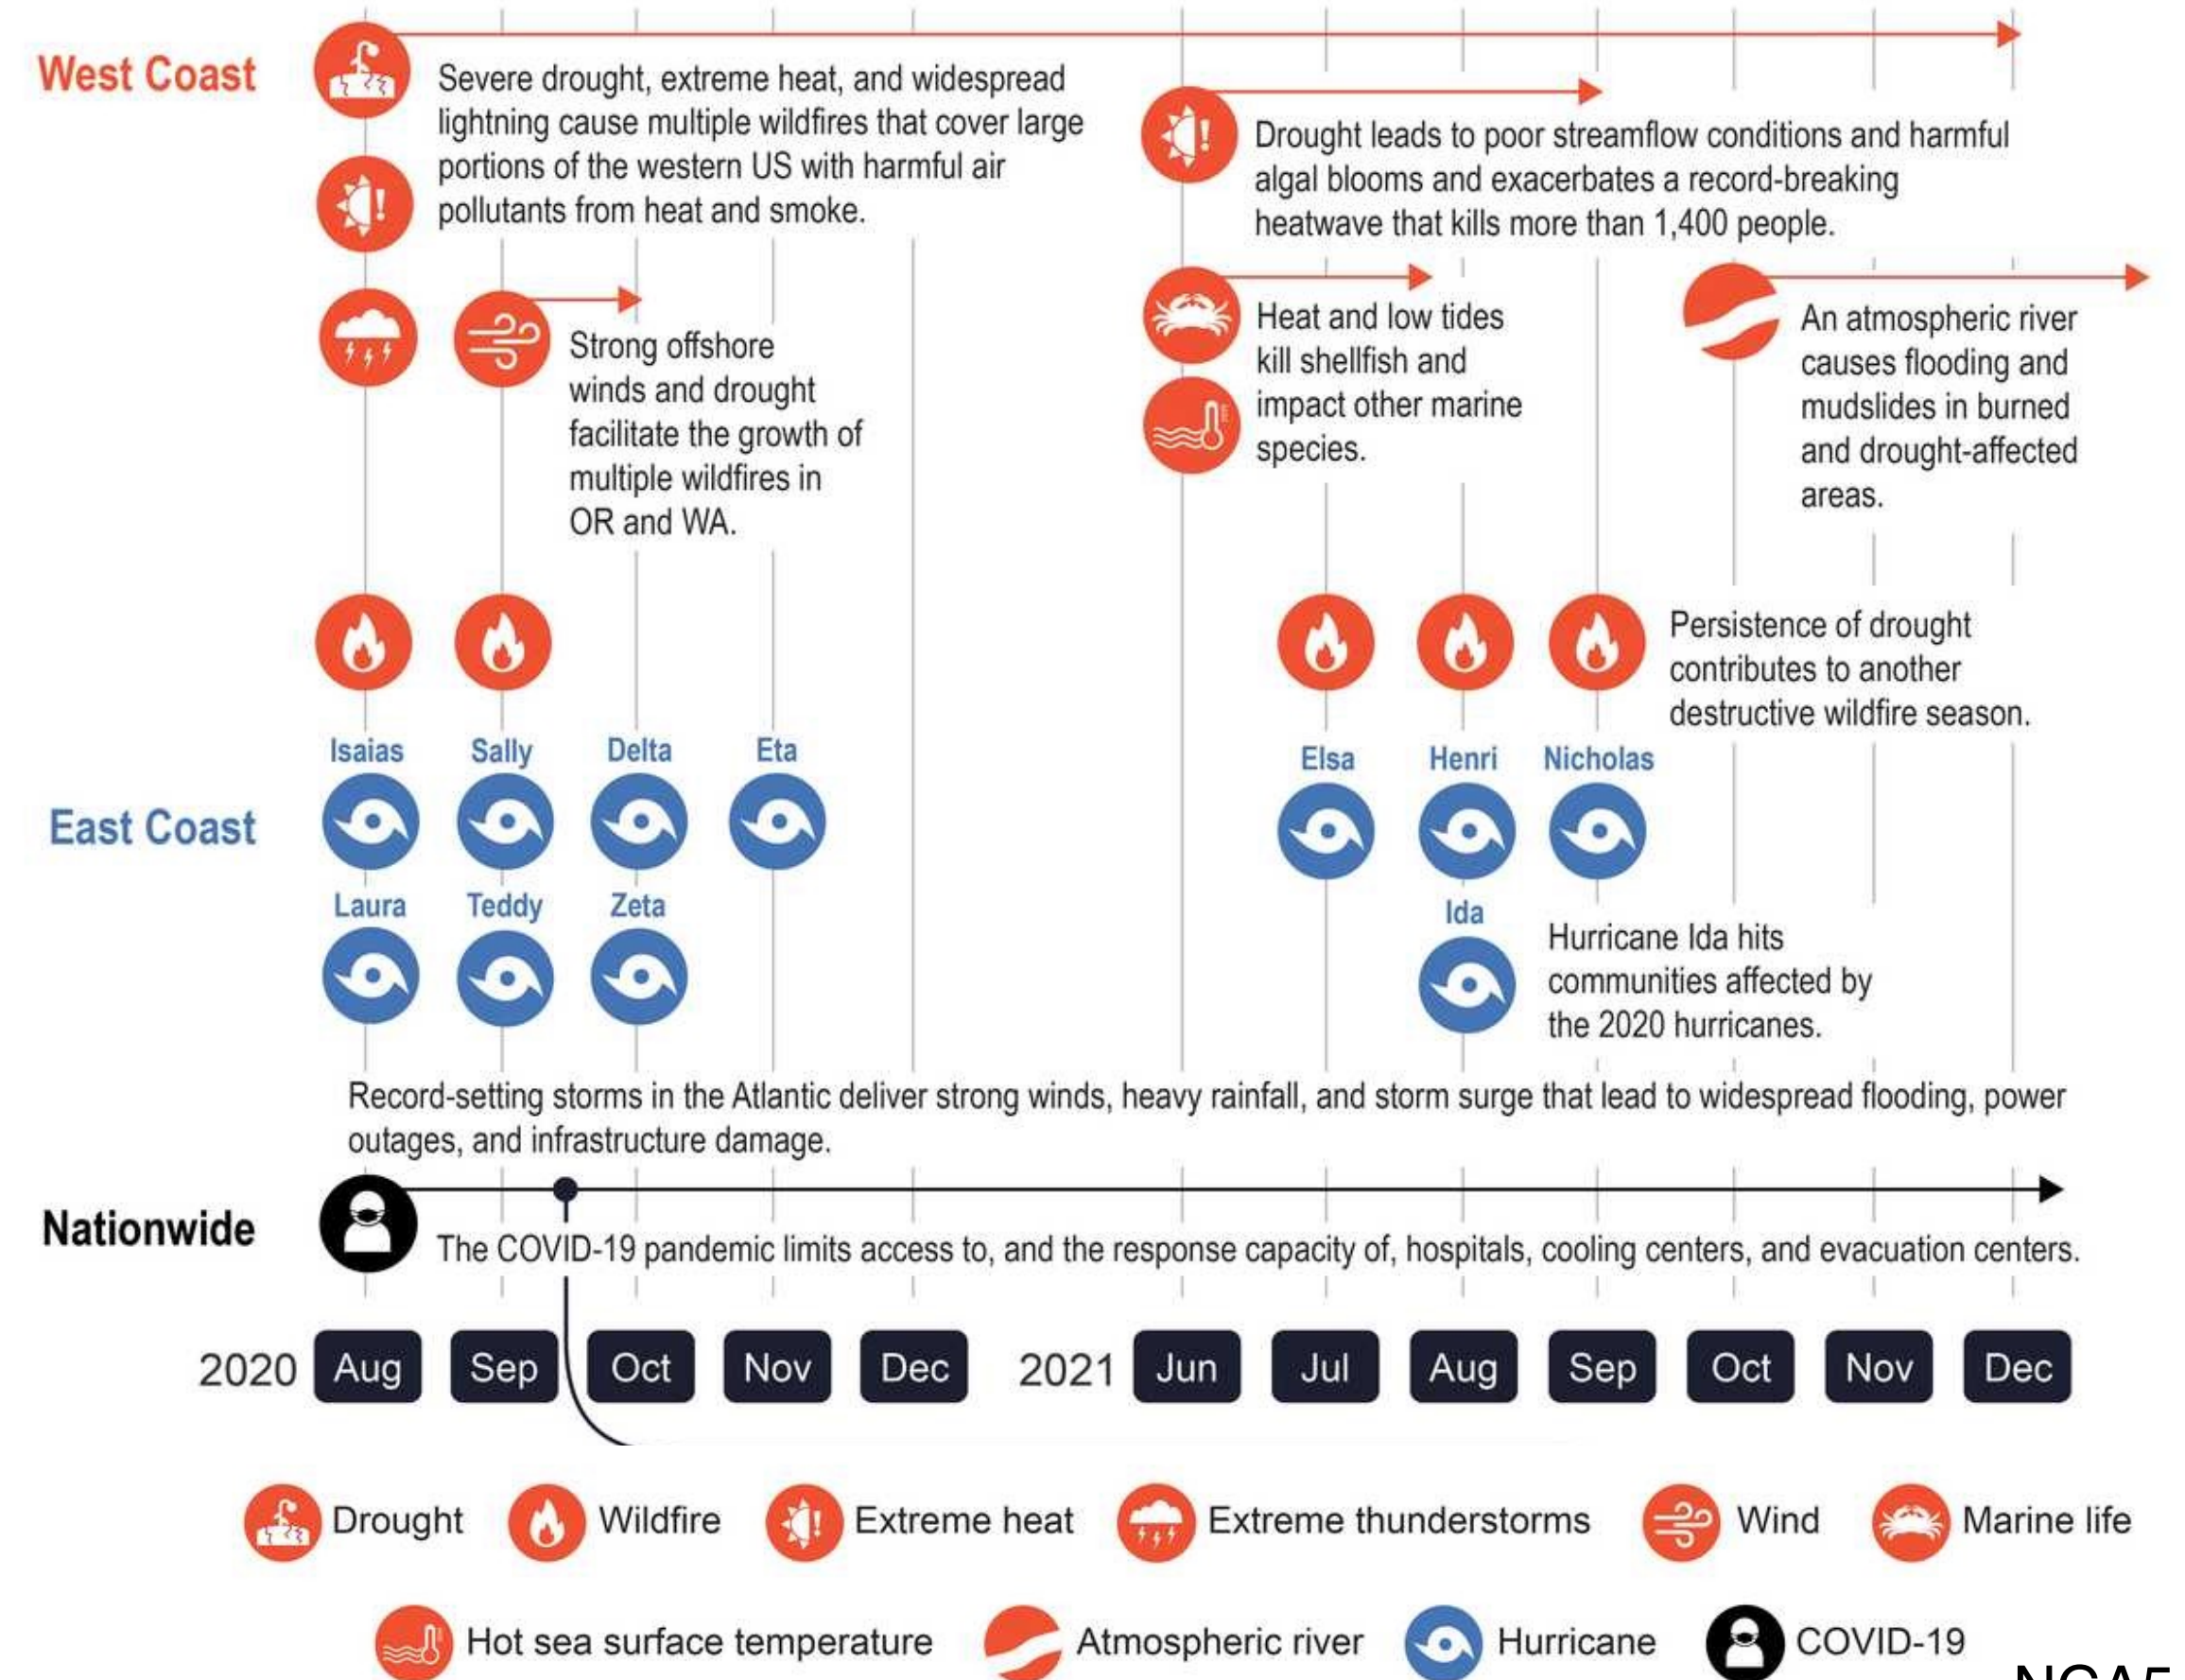 West Coast
Severe drought, extreme heat, and widespread
lightning cause multiple wildfires that cover large
portions of the western US with harmful air
pollutants from heat and smoke.
Drought leads to poor streamflow conditions and harmful
algal blooms and exacerbates a record-breaking
heatwave that kills more than 1,400 people.
Strong offshore
winds and drought
facilitate the growth of
multiple wildfires in
OR and WA.
Heat and low tides
kill shellfish and
impact other marine
species.
An atmospheric river
causes flooding and
mudslides in burned
and drought-affected
areas.
Persistence of drought
contributes to another
destructive wildfire season.
East Coast
Isaias Sally Delta Eta Elsa Henri Nicholas
Laura Teddy Zeta Ida
Hurricane Ida hits
communities affected by
the 2020 hurricanes.
Record-setting storms in the Atlantic deliver strong winds, heavy rainfall, and storm surge that lead to widespread flooding, power
outages, and infrastructure damage.
Nationwide
The COVID-19 pandemic limits access to, and the response capacity of, hospitals, cooling centers, and evacuation centers.
2020 Aug Sep Oct Nov Dec 2021 Jun Jul Aug Sep Oct Nov Dec
Drought Wildfire Extreme heat Extreme thunderstorms Wind Marine life
Hot sea surface temperature Atmospheric river Hurricane COVID-19